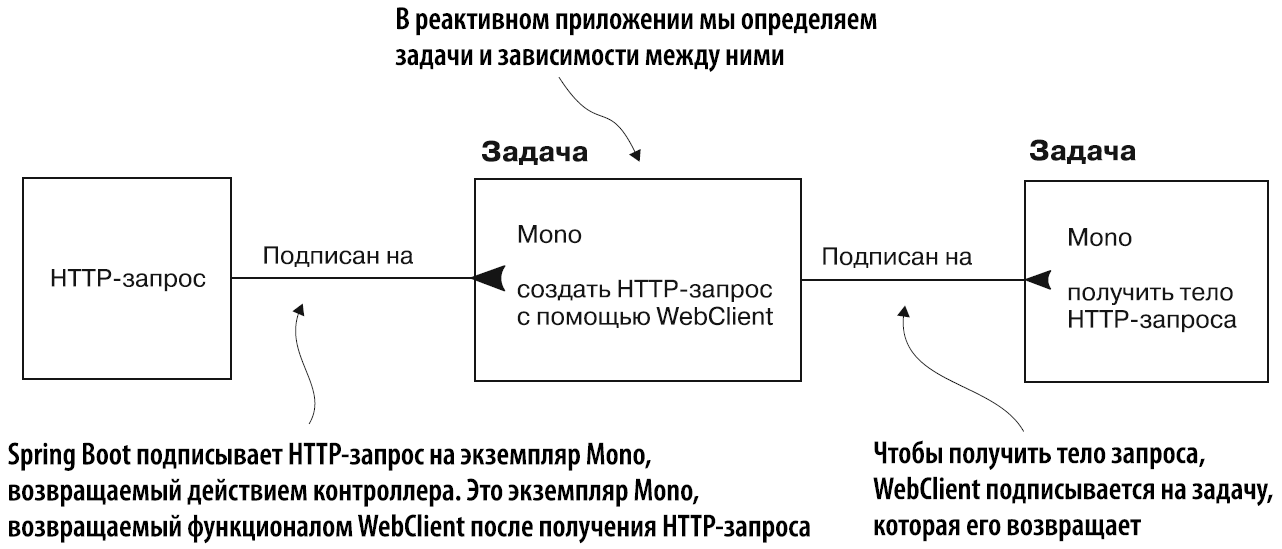 В реактивном приложении мы определяем
задачи и зависимости между ними
Задача
Задача
HTTP-запрос
Подписан на
Mono
создать HTTP-запрос
с помощью WebClient
Подписан на
Mono
получить тело
HTTP-запроса
Spring Boot подписывает HTTP-запрос на экземпляр Mono,
возвращаемый действием контроллера. Это экземпляр Mono,
возвращаемый функционалом WebClient после получения HTTP-запроса
Чтобы получить тело запроса,
WebClient подписывается на задачу,
которая его возвращает